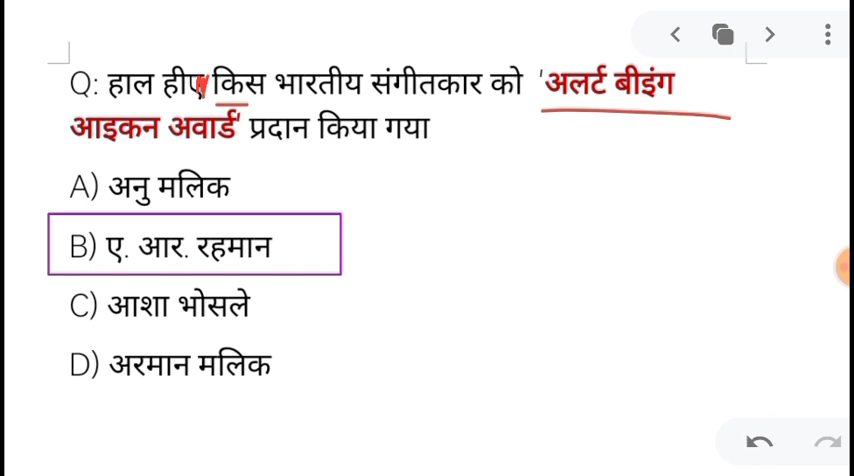 Q: हाल ही किस भारतीय संगीतकार को 'अलर्ट बीइंग
आइकन अवार्ड' प्रदान किया गया
A) अनु मलिक
B) ए. आर. रहमान
C) आशा भोसले
D) अरमान मलिक